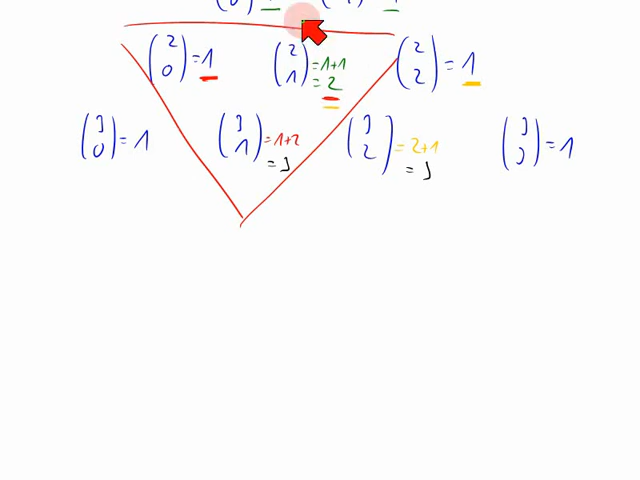 (2 0) = 1 (2 1) = 1+1 = 2 (2 2) = 1
(3 0) = 1 (3 1) = 1+2 = 3 (3 2) = 2+1 = 3 (3 3) = 1